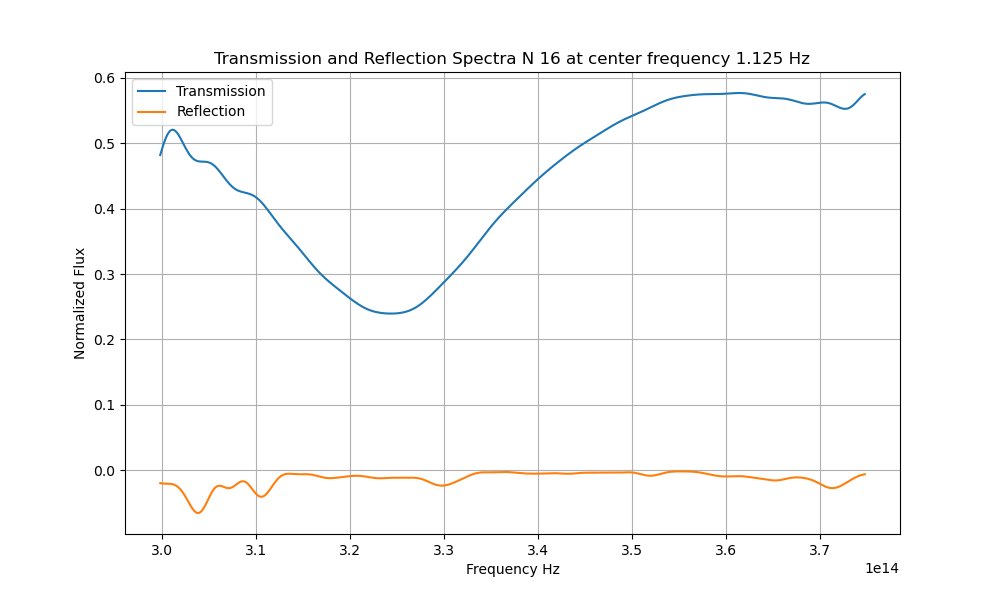 Transmission and Reflection Spectra N 16 at center frequency 1.125 Hz
Transmission
Reflection
Normalized Flux
0.6
0.5
0.4
0.3
0.2
0.1
0.0
3.0 3.1 3.2 3.3 3.4 3.5 3.6 3.7
Frequency Hz
1e14